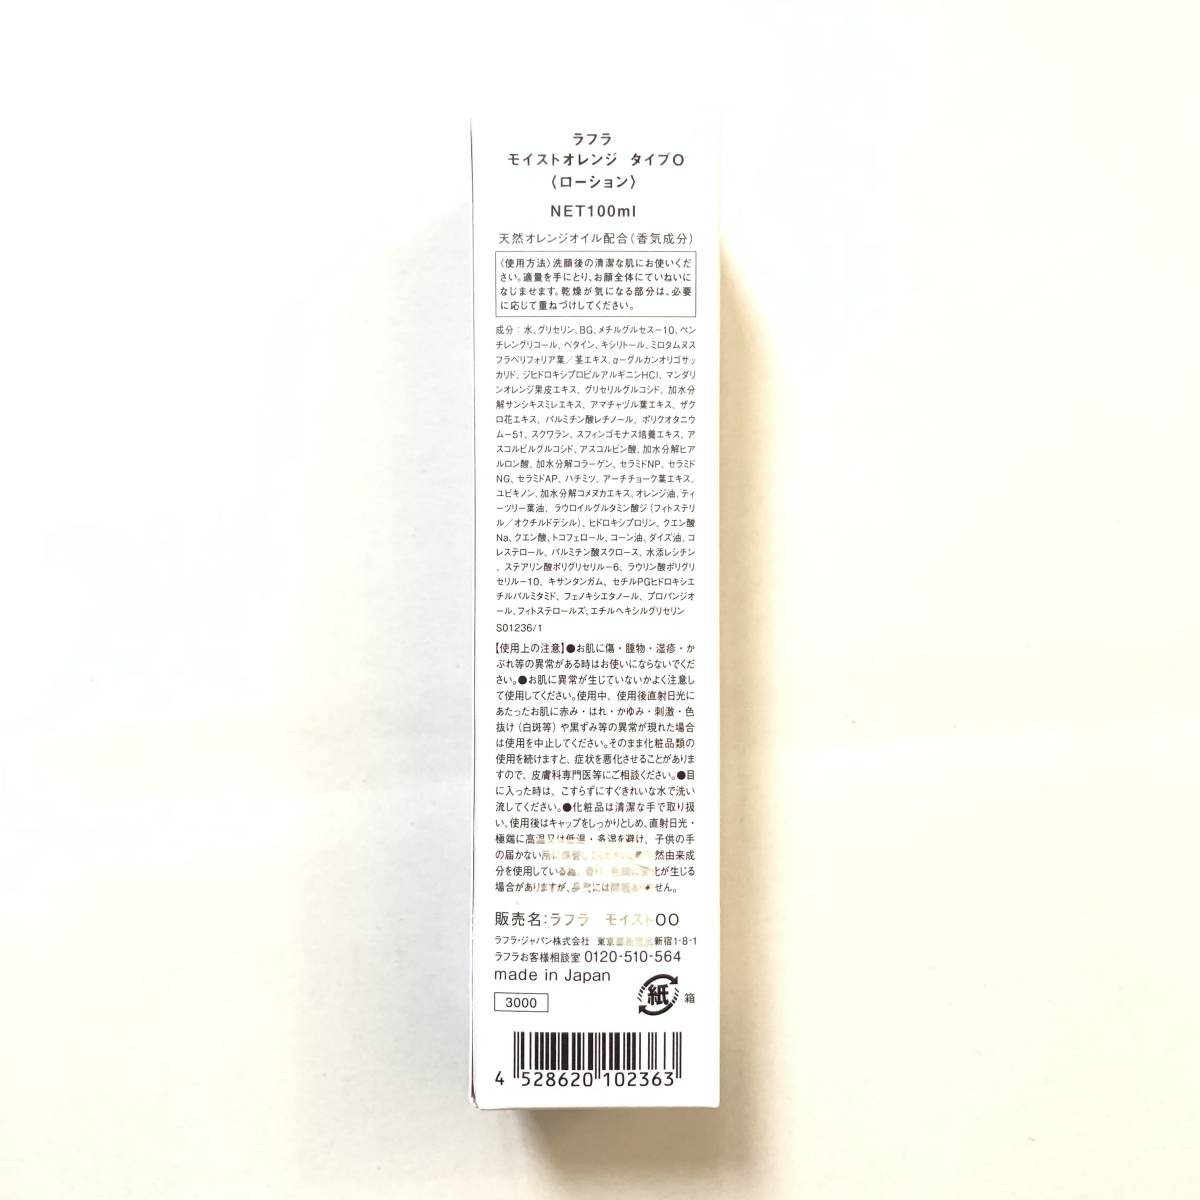 ラフラ
モイストオレンジ タイプO
〈ローション〉
NET100ml
天然オレンジオイル配合(香気成分)
〈使用方法〉洗顔後の清潔な肌にお使いくだ
さい。適量を手にとり、お顔全体にていねいに
なじませます。乾燥が気になる部分は、必要
に応じて重ねづけしてください。
成分：水、グリセリン、BG、メチルグルセス－10、ペン
チレングリコール、ベタイン、キシリトール、ミロタムヌス
フラベリフォリア葉／茎エキス、α－グルカンオリゴサッ
カリド、ジヒドロキシプロピルアルギニンHCl、マンダリ
ンオレンジ果皮エキス、グリセリルグルコシド、加水分
解サンシキスミレエキス、アマチャヅル葉エキス、ザク
ロ花エキス、パルミチン酸レチノール、ポリクオタニウ
ム－51、スクワラン、スフィンゴモナス培養エキス、ア
スコルビルグルコシド、アスコルビン酸、加水分解ヒア
ルロン酸、加水分解コラーゲン、セラミドNP、セラミド
NG、セラミドAP、ハチミツ、アーチチョーク葉エキス、
ユビキノン、加水分解コメヌカエキス、オレンジ油、ティ
ーツリー葉油、ラウロイルグルタミン酸ジ(フィトステリ
ル／オクチルドデシル)、ヒドロキシプロリン、クエン酸
Na、クエン酸、トコフェロール、コーン油、ダイズ油、コ
レステロール、パルミチン酸スクロース、水添レシチン
、ステアリン酸ポリグリセリル－6、ラウリン酸ポリグリ
セリル－10、キサンタンガム、セチルPGヒドロキシエ
チルパルミタミド、フェノキシエタノール、プロパンジオ
ール、フィトステロールズ、エチルヘキシルグリセリン
S01236/1
【使用上の注意】●お肌に傷・腫物・湿疹・か
ぶれ等の異常がある時はお使いにならないでくだ
さい。●お肌に異常が生じていないかよく注意し
て使用してください。使用中、使用後直射日光に
あたったお肌に赤み・はれ・かゆみ・刺激・色
抜け(白斑等)や黒ずみ等の異常が現れた場合
は使用を中止してください。そのまま化粧品類の
使用を続けますと、症状を悪化させることがありま
すので、皮膚科専門医等にご相談ください。●目
に入った時は、こすらずにすぐきれいな水で洗い
流してください。●化粧品は清潔な手で取り扱
い、使用後はキャップをしっかりとしめ、直射日光・
極端に高温又は低温・多湿を避け、子供の手
の届かない所に保管してください。●天然由来成
分を使用している為、香り、色調に変化が生じる
場合がありますが、品質には問題ありません。
販売名：ラフラ モイストOO
ラフラ・ジャパン株式会社 東京都 新宿1-8-1
ラフラお客様相談室 0120-510-564
made in Japan
3000
紙 箱
4 528620 102363